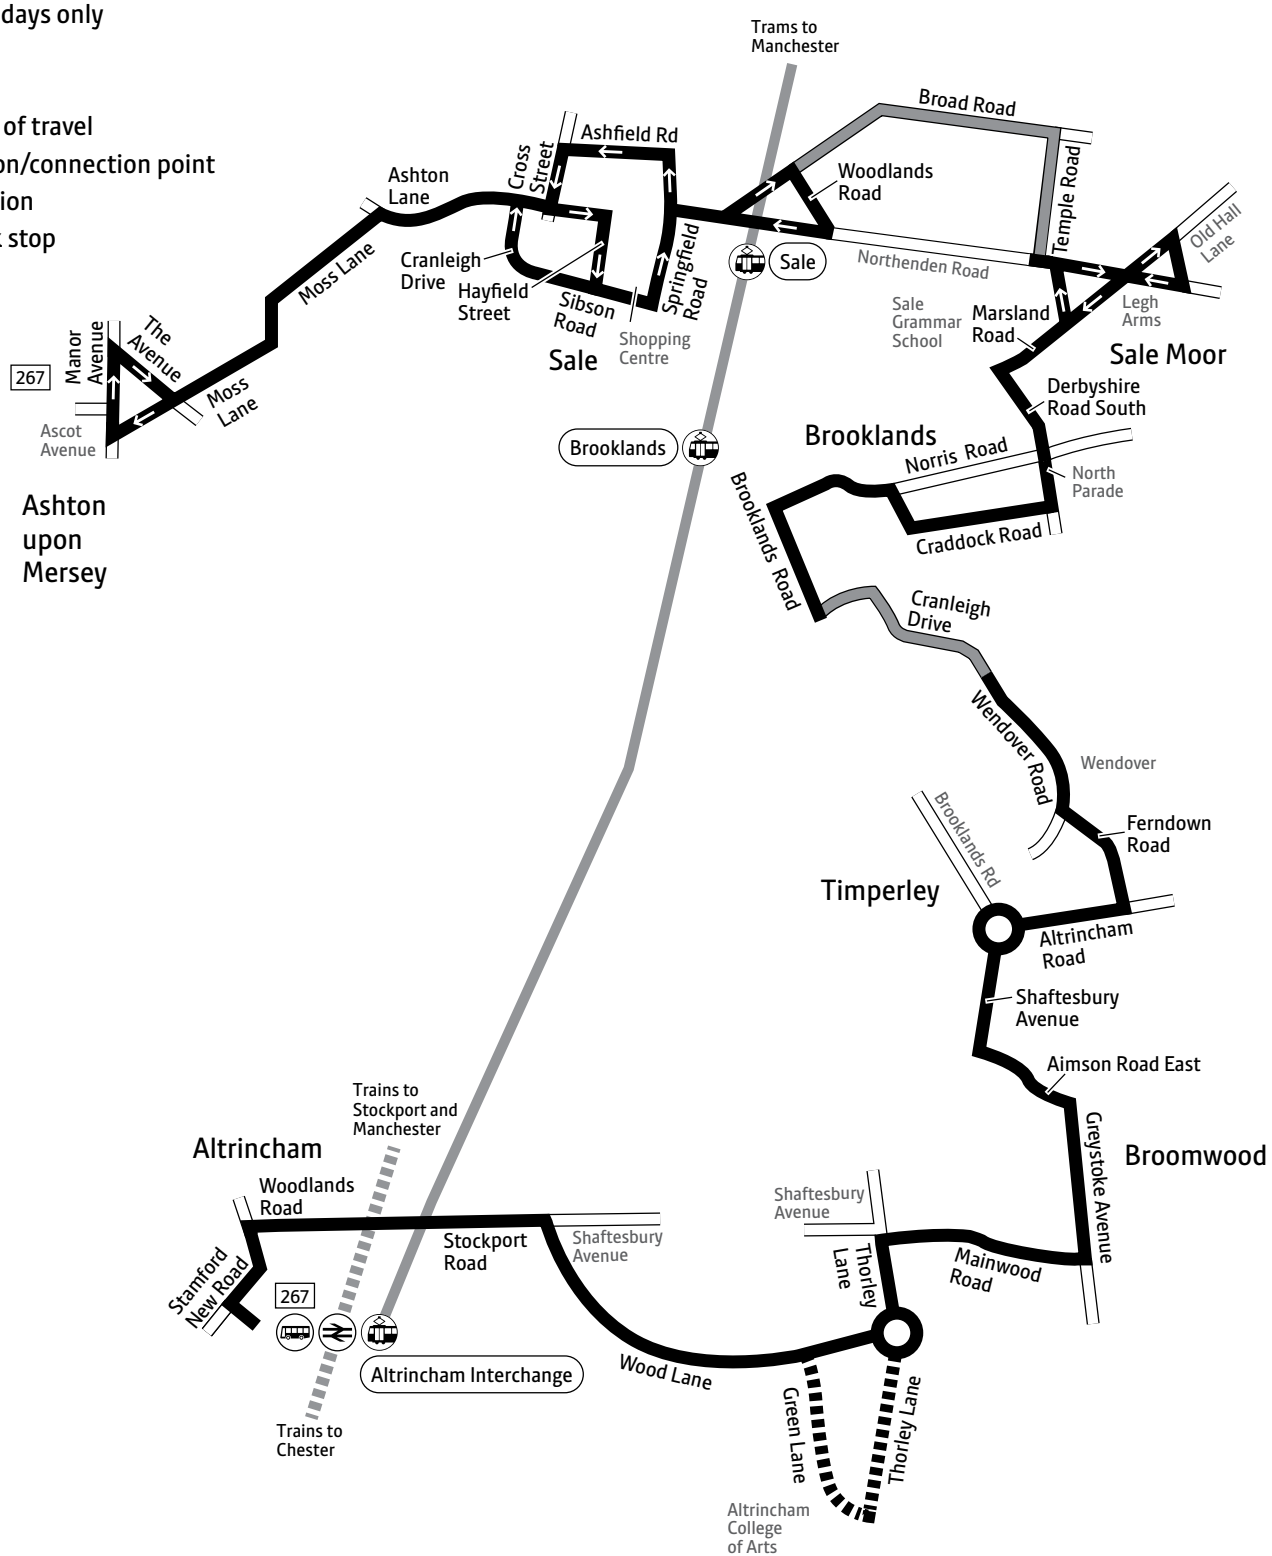 days only
of travel
on/connection point
ion
k stop
Trams to
Manchester
Broad Road
Ashfield Rd
Cross
Street
Ashton
Lane
Woodlands
Road
Temple Road
Old Hall
Lane
Moss Lane
Cranleigh
Drive
Hayfield
Street
Sibson
Road
Springfield
Road
Sale
Northenden Road
Shopping
Centre
Sale
Sale
Grammar
School
Marsland
Road
Legh
Arms
Sale Moor
Manor
Avenue
The
Avenue
267
Moss
Lane
Ascot
Avenue
Ashton
upon
Mersey
Derbyshire
Road South
Brooklands
Brooklands
Norris Road
North
Parade
Craddock Road
Brooklands Road
Cranleigh
Drive
Wendover Road
Wendover
Brooklands Rd
Ferndown
Road
Timperley
Altrincham
Road
Shaftesbury
Avenue
Aimson Road East
Greystoke Avenue
Broomwood
Trains to
Stockport and
Manchester
Altrincham
Woodlands
Road
Stockport
Road
Shaftesbury
Avenue
Shaftesbury
Avenue
Thorley
Lane
Mainwood
Road
Stamford
New Road
267
Altrincham Interchange
Wood Lane
Green Lane
Thorley Lane
Trains to
Chester
Altrincham
College
of Arts